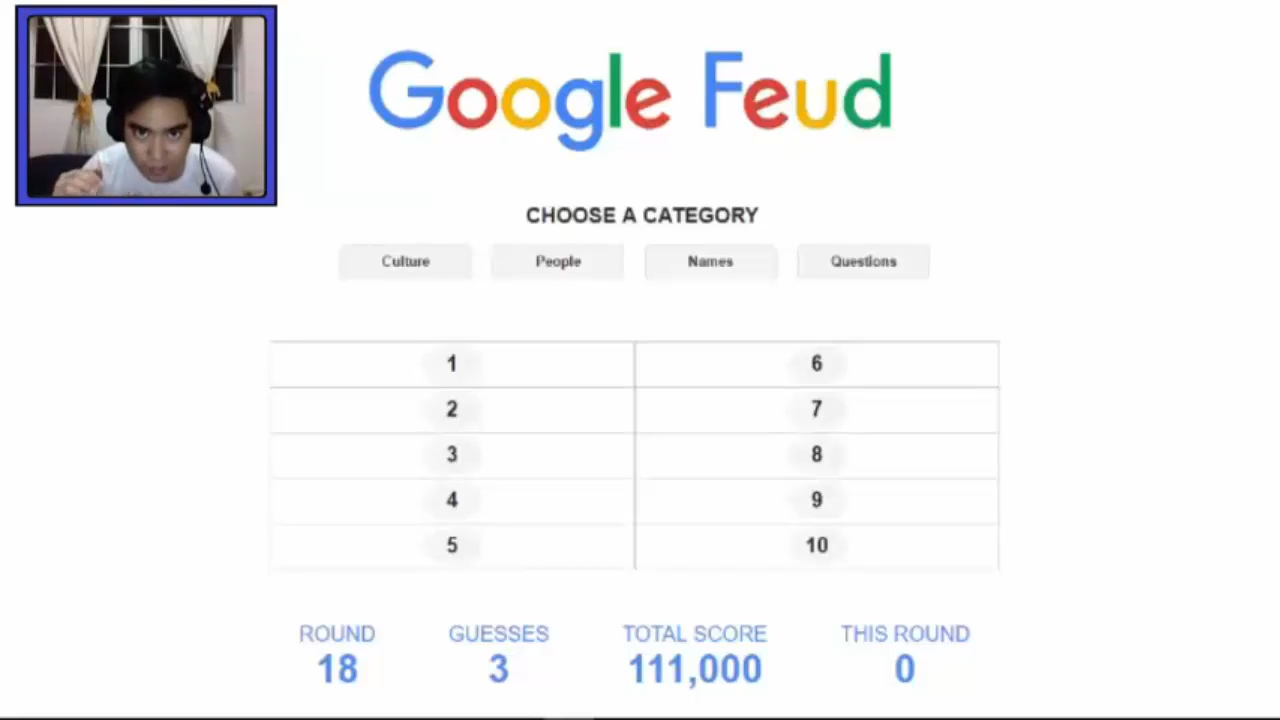 Google Feud
CHOOSE A CATEGORY
Culture People Names Questions
1 6
2 7
3 8
4 9
5 10
ROUND GUESSES TOTAL SCORE THIS ROUND
18 3 111,000 0